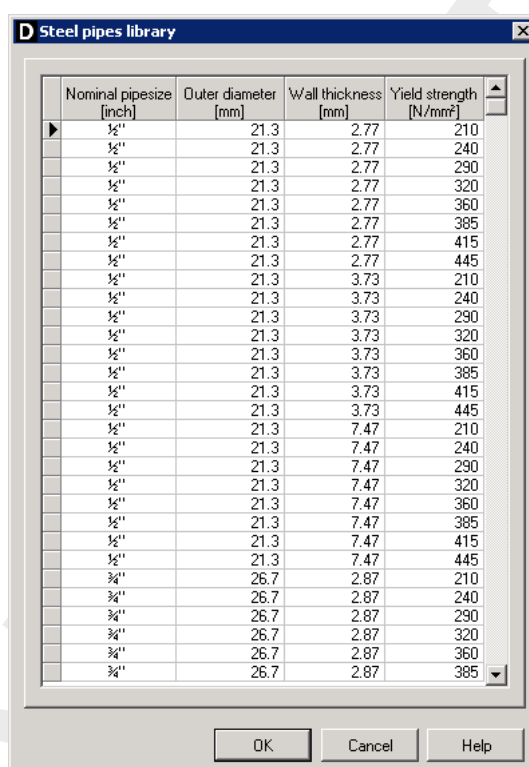 D Steel pipes library
Nominal pipesize Outer diameter Wall thickness Yield strength
[inch] [mm] [mm] [N/mm²]
½'' 21.3 2.77 210
½'' 21.3 2.77 240
½'' 21.3 2.77 290
½'' 21.3 2.77 320
½'' 21.3 2.77 360
½'' 21.3 2.77 385
½'' 21.3 2.77 415
½'' 21.3 2.77 445
½'' 21.3 3.73 210
½'' 21.3 3.73 240
½'' 21.3 3.73 290
½'' 21.3 3.73 320
½'' 21.3 3.73 360
½'' 21.3 3.73 385
½'' 21.3 3.73 415
½'' 21.3 3.73 445
½'' 21.3 7.47 210
½'' 21.3 7.47 240
½'' 21.3 7.47 290
½'' 21.3 7.47 320
½'' 21.3 7.47 360
½'' 21.3 7.47 385
½'' 21.3 7.47 415
½'' 21.3 7.47 445
¾'' 26.7 2.87 210
¾'' 26.7 2.87 240
¾'' 26.7 2.87 290
¾'' 26.7 2.87 320
¾'' 26.7 2.87 360
¾'' 26.7 2.87 385
OK Cancel Help